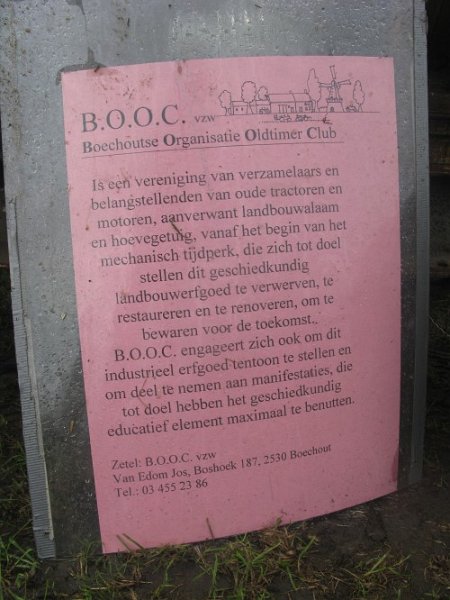 B.O.O.C. vzw
Boechoutse Organisatie Oldtimer Club
Is een vereniging van verzamelaars en
belangstellenden van oude tractoren en
motoren, aanverwant landbouwalaam
en hoevegetuig, vanaf het begin van het
mechanisch tijdperk, die zich tot doel
stellen dit geschiedkundig
landbouwerfgoed te verwerven, te
restaureren en te renoveren, om te
bewaren voor de toekomst..
B.O.O.C. engageert zich ook om dit
industrieel erfgoed tentoon te stellen en
om deel te nemen aan manifestaties, die
tot doel hebben het geschiedkundig
educatief element maximaal te benutten.
Zetel: B.O.O.C. vzw
Van Edom Jos, Boshoek 187, 2530 Boechout
Tel.: 03 455 23 86